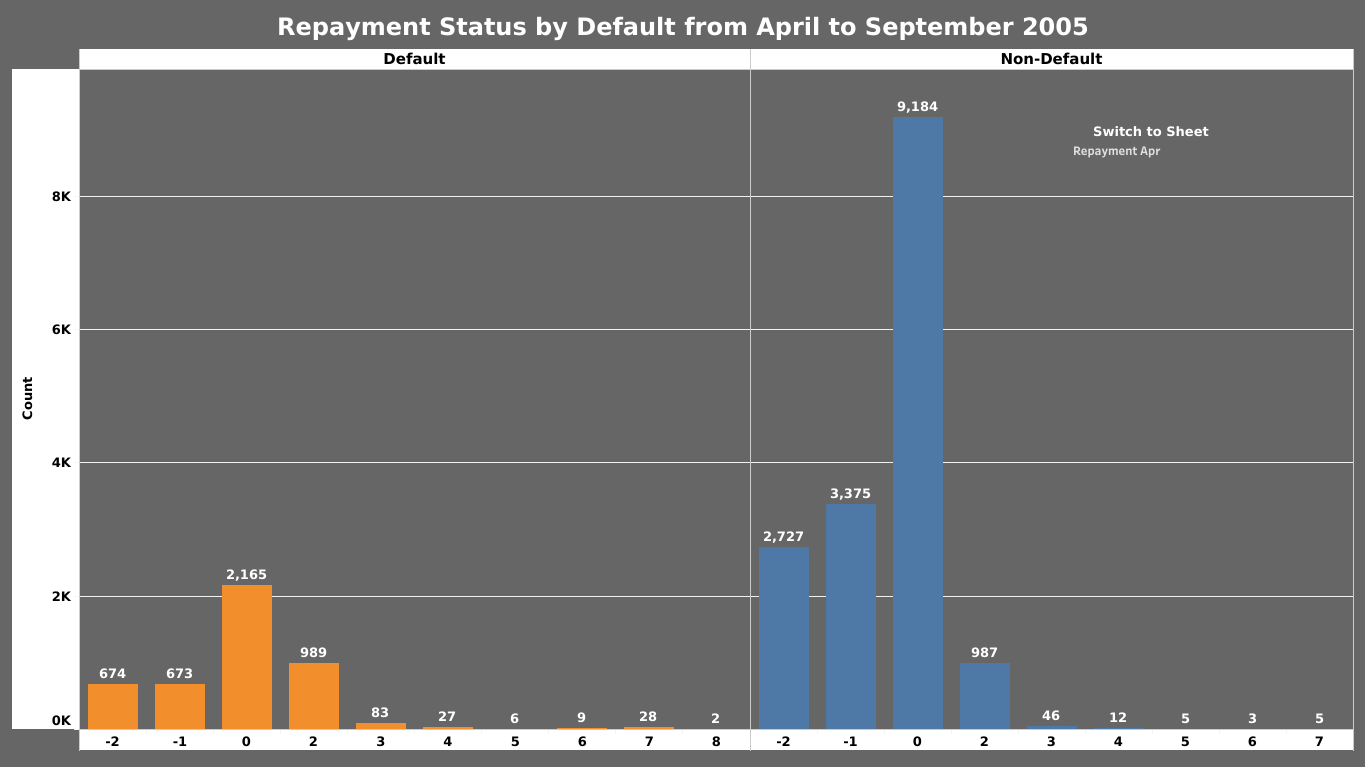 Repayment Status by Default from April to September 2005
Default
Non-Default
Switch to Sheet
Repayment Apr
Count
8K
6K
4K
2K
0K
674
673
2,165
989
83
27
6
9
28
2
2,727
3,375
9,184
987
46
12
5
3
5
-2 -1 0 2 3 4 5 6 7 8
-2 -1 0 2 3 4 5 6 7